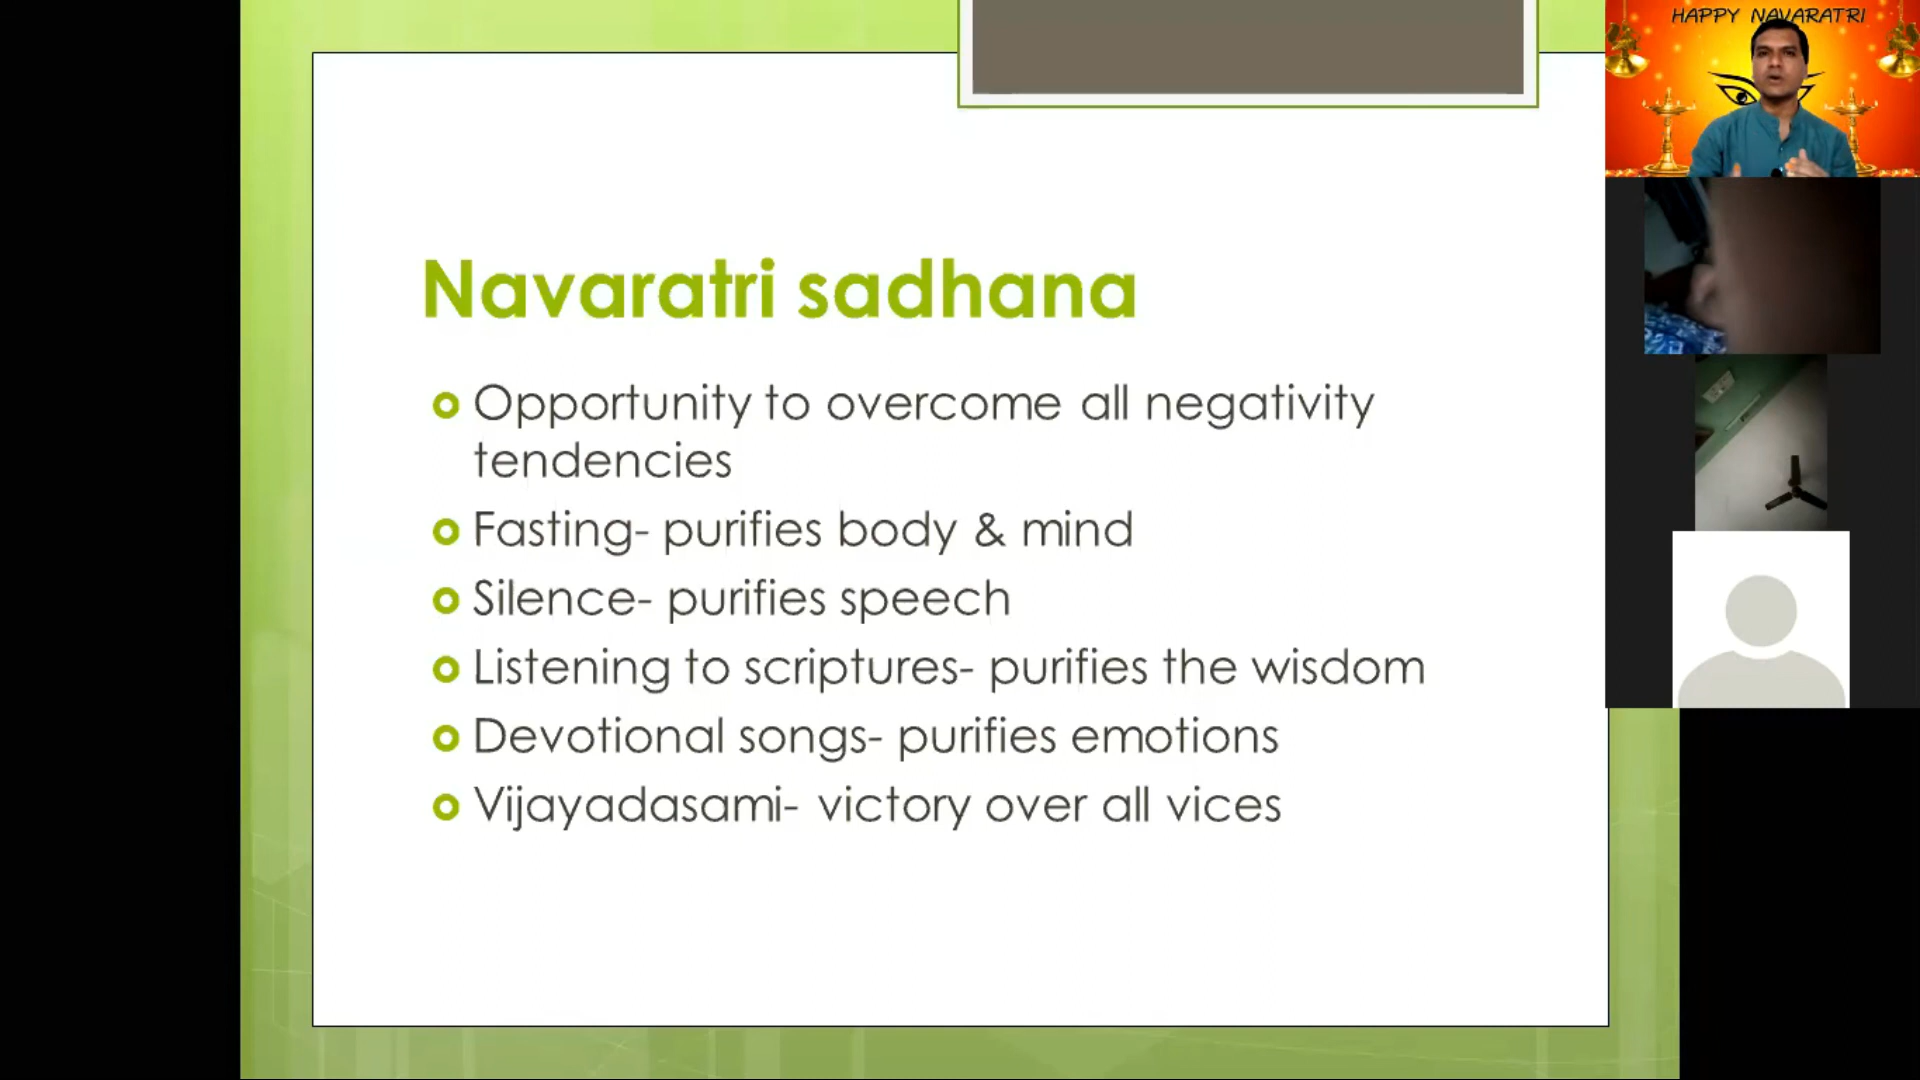 HAPPY NAVARATRI
Navaratri sadhana
Opportunity to overcome all negativity
tendencies
Fasting- purifies body & mind
Silence- purifies speech
Listening to scriptures- purifies the wisdom
Devotional songs- purifies emotions
Vijayadasami- victory over all vices